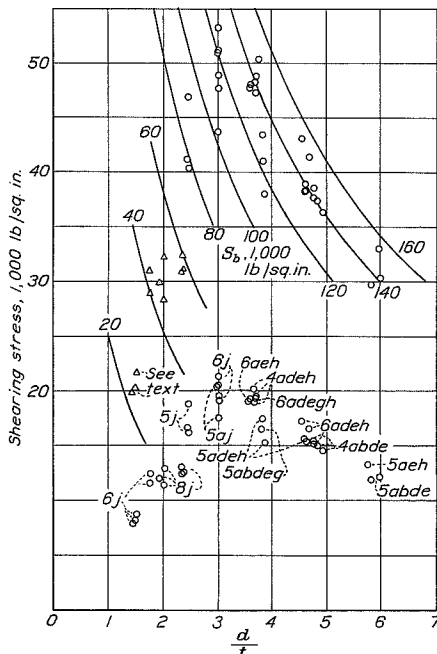 50
40
30
20
10
0 1 2 3 4 5 6 7
Shearing stress, 1,000 lb/sq. in.
d
t
60
40
20
80
100
120
140
160
S_b, 1,000
lb/sq.in.
See
text
5j
6j
5aj
6aeh
4adeh
6adegh
5adeh
5abdeg
6adeh
4abde
5aeh
5abde
6j
8j